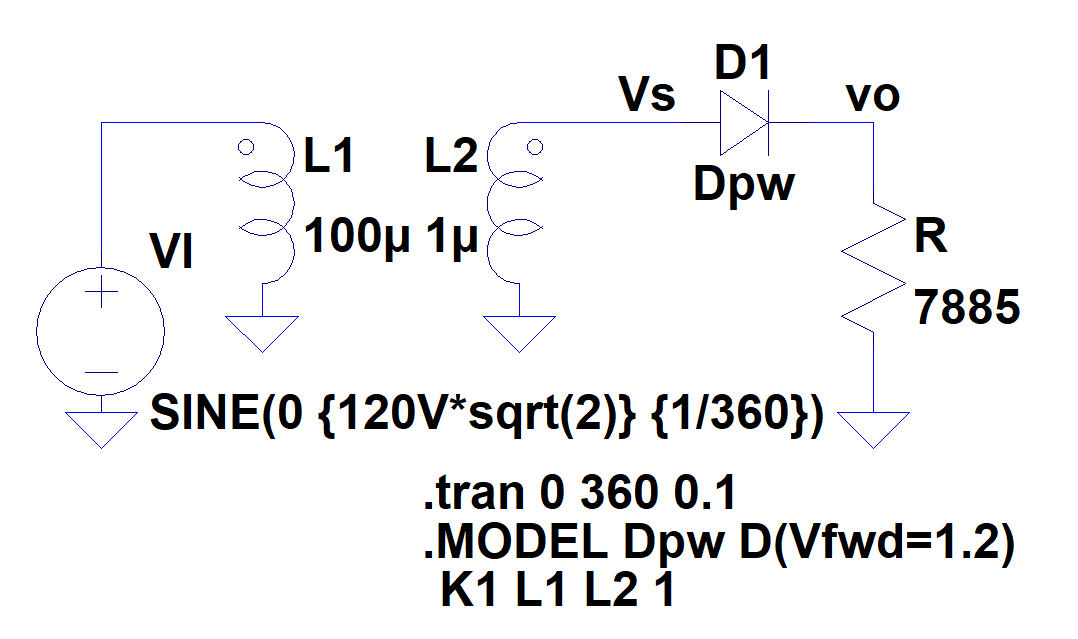 D1
Vs
vo
L1
L2
Dpw
VI
100µ
1µ
R
7885
SINE(0 {120V*sqrt(2)} {1/360})
.tran 0 360 0.1
.MODEL Dpw D(Vfwd=1.2)
K1 L1 L2 1